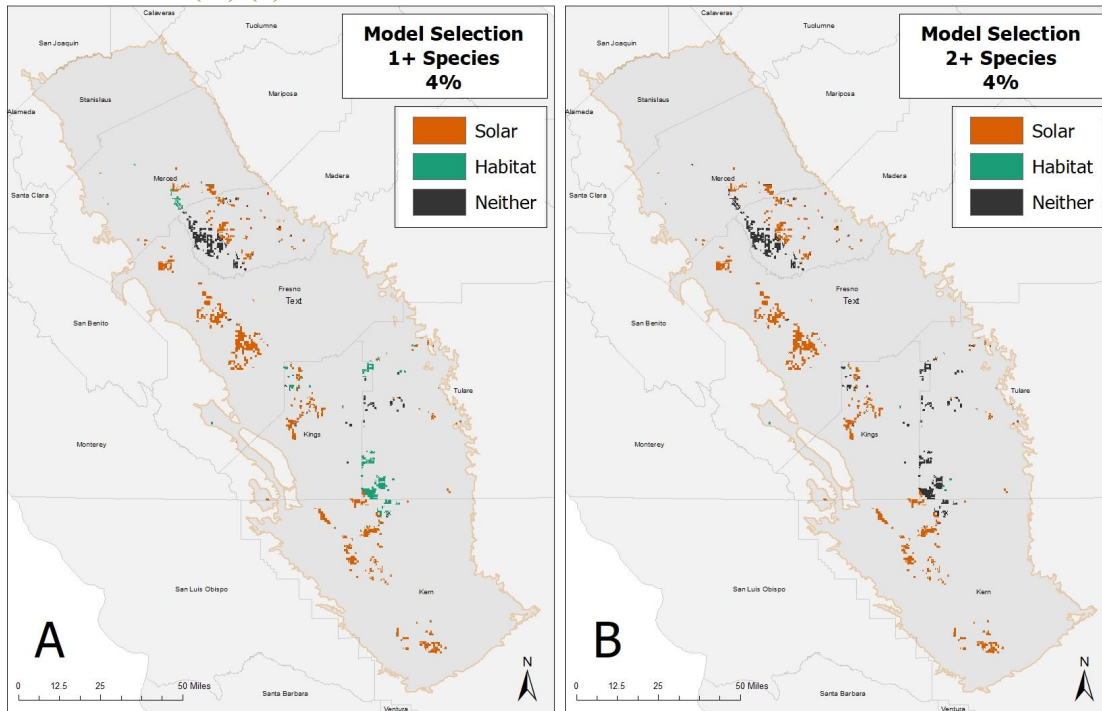 Calaveras
Tuolumne
San Joaquin
Model Selection
1+ Species
4%
Stanislaus
Mariposa
Alameda
Solar
Habitat
Neither
Merced
Madera
Santa Clara
Fresno
Text
San Benito
Tulare
Kings
Monterey
San Luis Obispo
Kern
A
N
0 12.5 25 50 Miles
Santa Barbara
Ventura
Calaveras
Tuolumne
San Joaquin
Model Selection
2+ Species
4%
Stanislaus
Mariposa
Alameda
Solar
Habitat
Neither
Merced
Madera
Santa Clara
Fresno
Text
San Benito
Tulare
Kings
Monterey
San Luis Obispo
Kern
B
N
0 12.5 25 50 Miles
Santa Barbara
Ventura